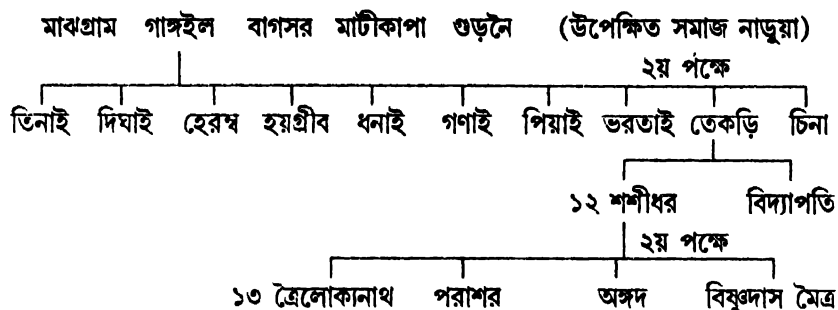 মাঝগ্রাম গাঙ্গইল বাগসর মাটীকাপা গুড়নৈ (উপেক্ষিত সমাজ নাড়ুয়া)
২য় পক্ষে
তিনাই দিঘাই হেরম্ব হয়গ্রীব ধনাই গণাই পিয়াই ভরতাই তেকড়ি চিনা
১২ শশীধর বিদ্যাপতি
২য় পক্ষে
১৩ ত্রৈলোক্যনাথ পরাশর অঙ্গদ বিষ্ণুদাস মৈত্র